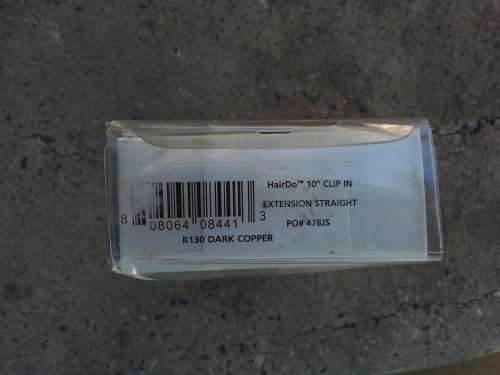 HairDo™ 10" CLIP IN
EXTENSION STRAIGHT
PO# 478JS
8 08064 08441 3
R130 DARK COPPER